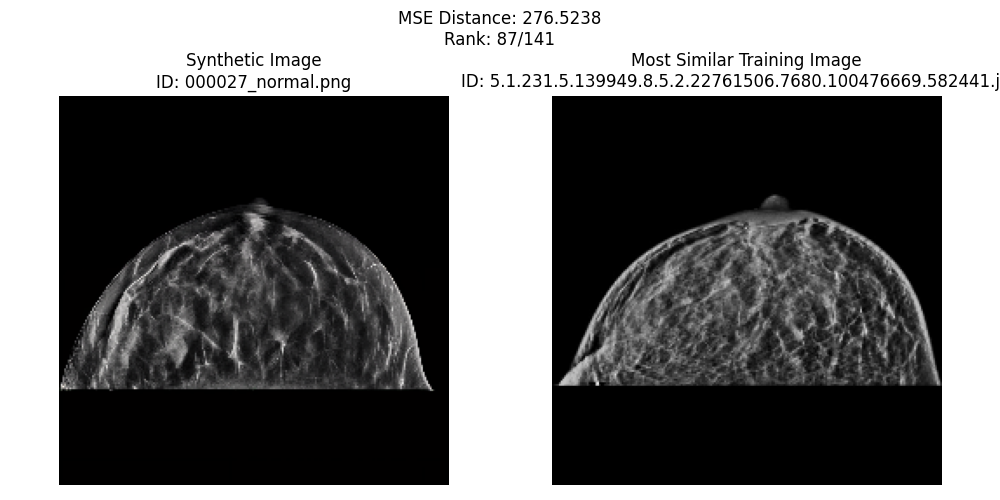 MSE Distance: 276.5238
Rank: 87/141
Synthetic Image
ID: 000027_normal.png
Most Similar Training Image
ID: 5.1.231.5.139949.8.5.2.22761506.7680.100476669.582441.j